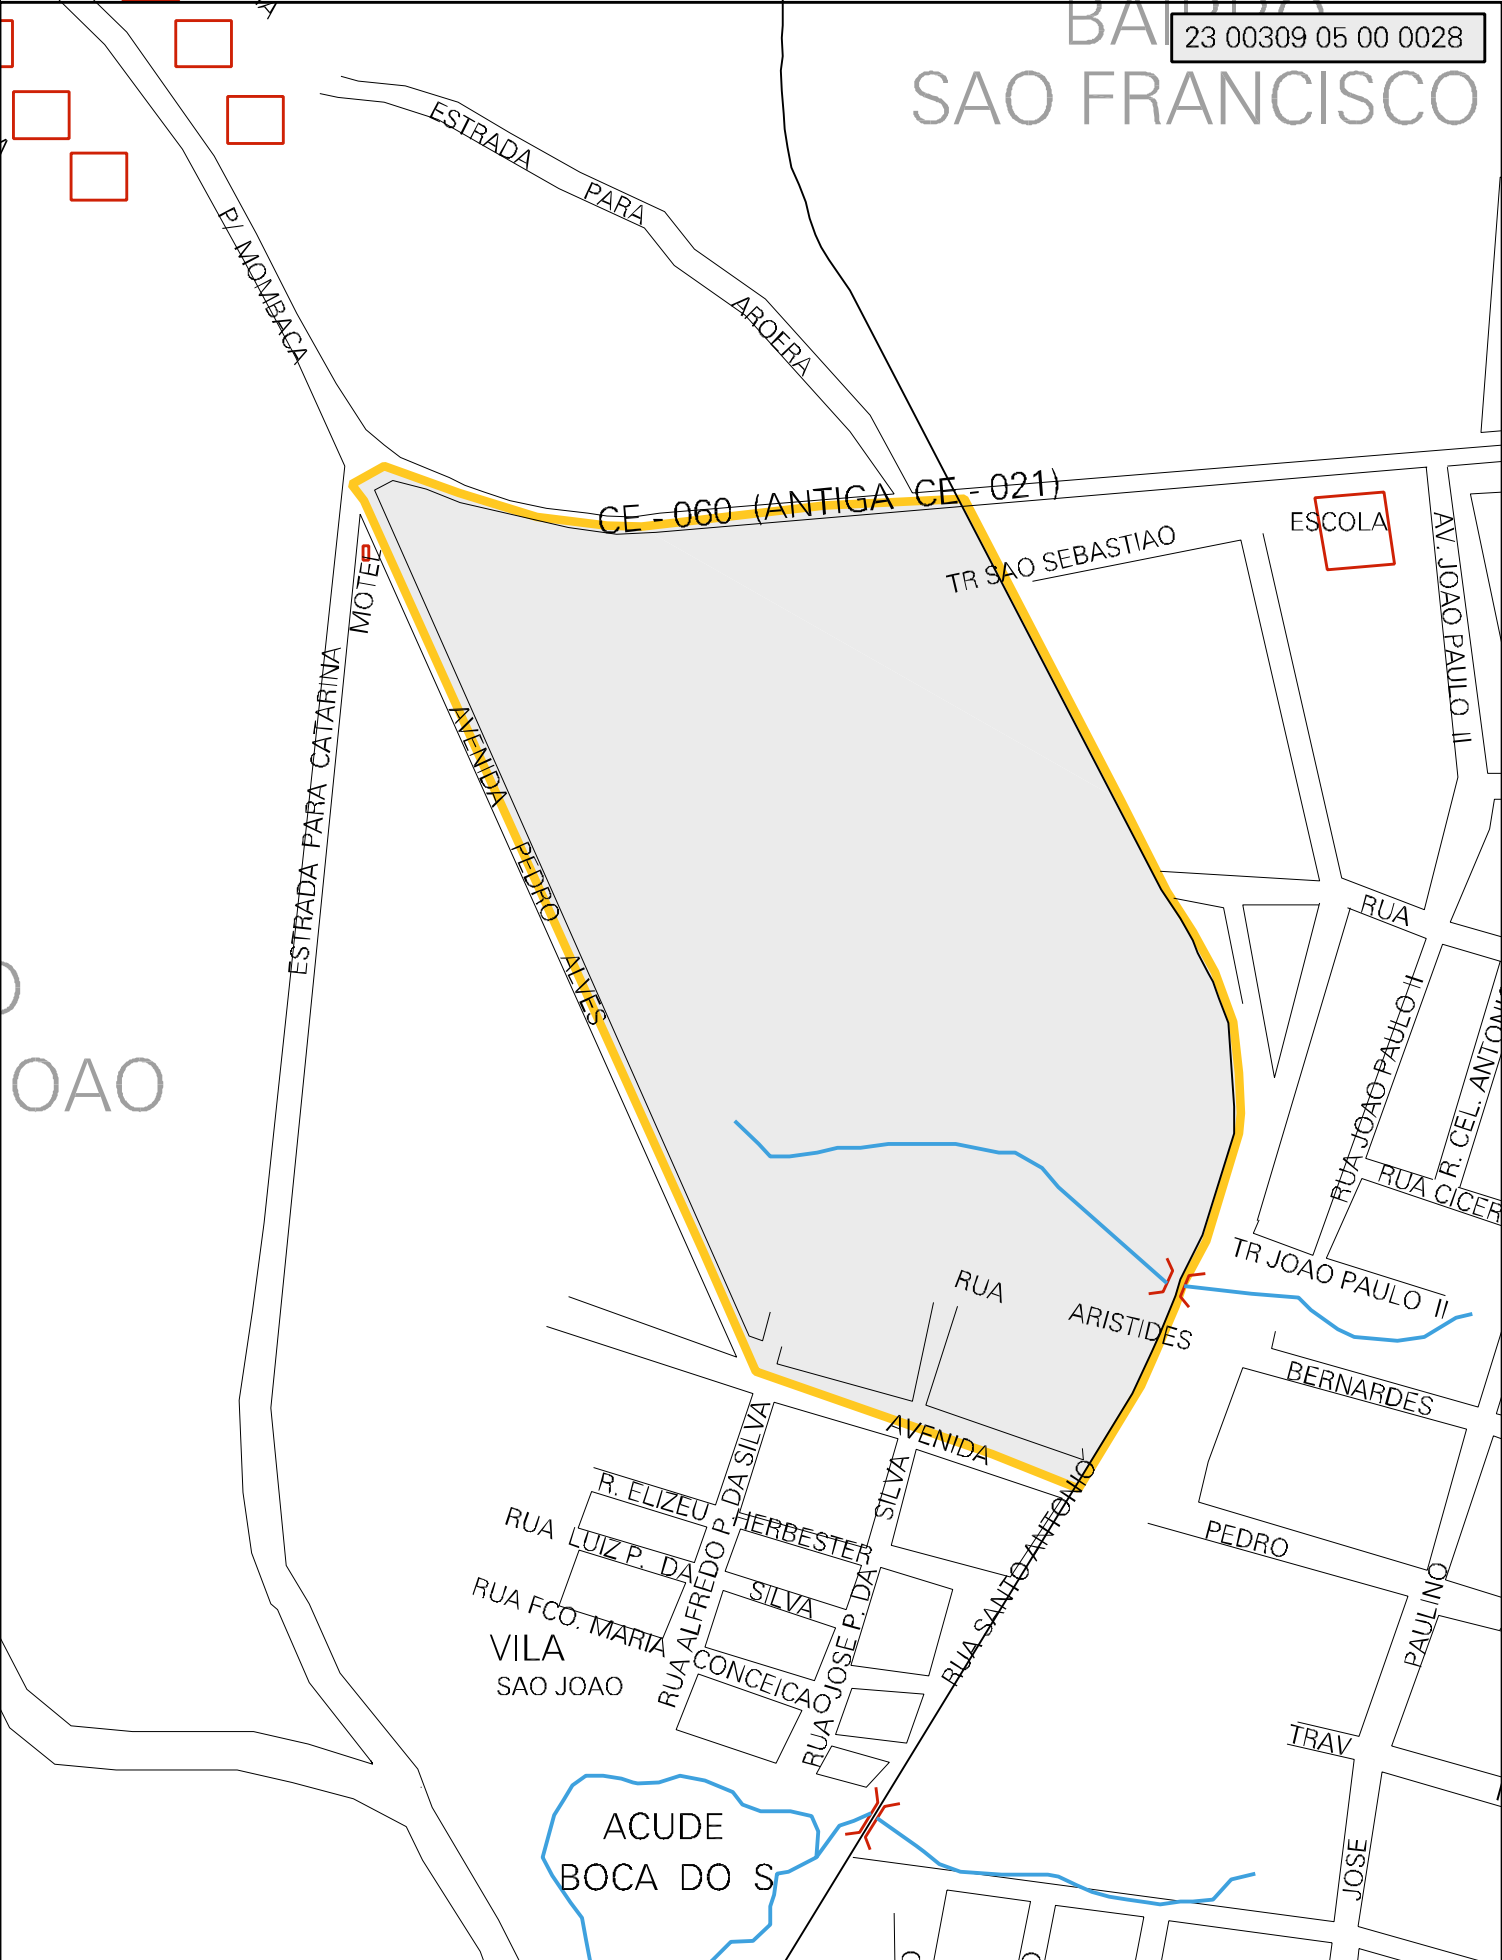 BAIRRO
23 00309 05 00 0028
SAO FRANCISCO
ESTRADA PARA AROERA
P/ MOMBACA
CE - 060 (ANTIGA CE - 021)
ESCOLA
TR SAO SEBASTIAO
AV. JOAO PAULO II
MOTEL
ESTRADA PARA CATARINA
AVENIDA PEDRO ALVES
RUA
OAO
RUA JOAO PAULO II
R. CEL. ANTONIO
RUA CICER
TR JOAO PAULO II
RUA
ARISTIDES
BERNARDES
AVENIDA
SILVA
R. ELIZEU HERBESTER
RUA LUIZ P. DA SILVA
RUA FCO. MARIA CONCEICAO
RUA ALFREDO P. DA SILVA
RUA JOSE P. DA
RUA SANTO ANTONIO
PEDRO
PAULINO
VILA
SAO JOAO
TRAV
JOSE
ACUDE
BOCA DO S